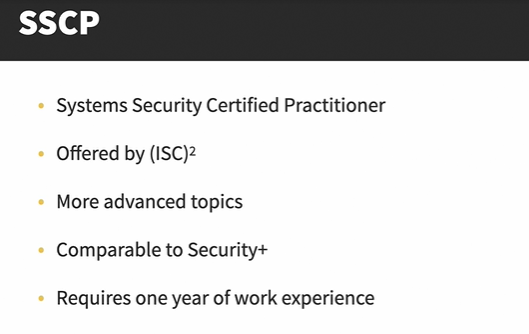 SSCP
• Systems Security Certified Practitioner
• Offered by (ISC)²
• More advanced topics
• Comparable to Security+
• Requires one year of work experience